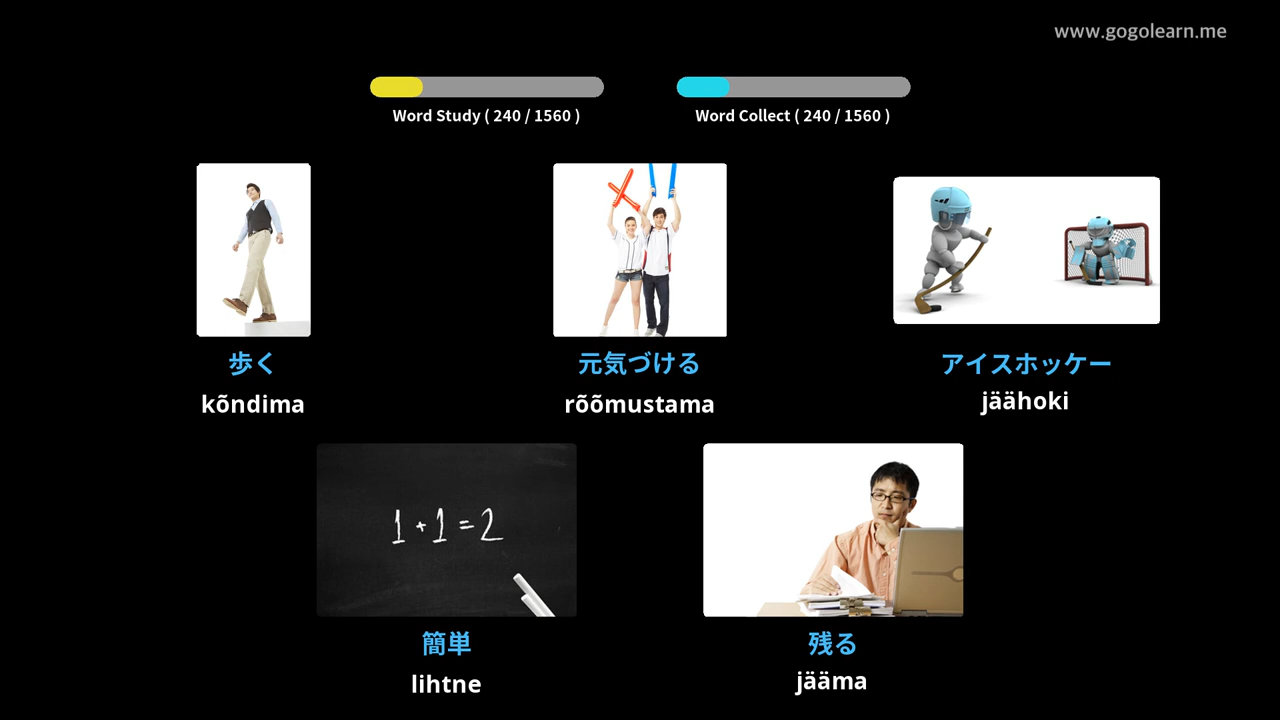 www.gogolearn.me
Word Study ( 240 / 1560 )
Word Collect ( 240 / 1560 )
歩く
kõndima
元気づける
rõõmustama
アイスホッケー
jäähoki
1 + 1 = 2
簡単
lihtne
残る
jääma